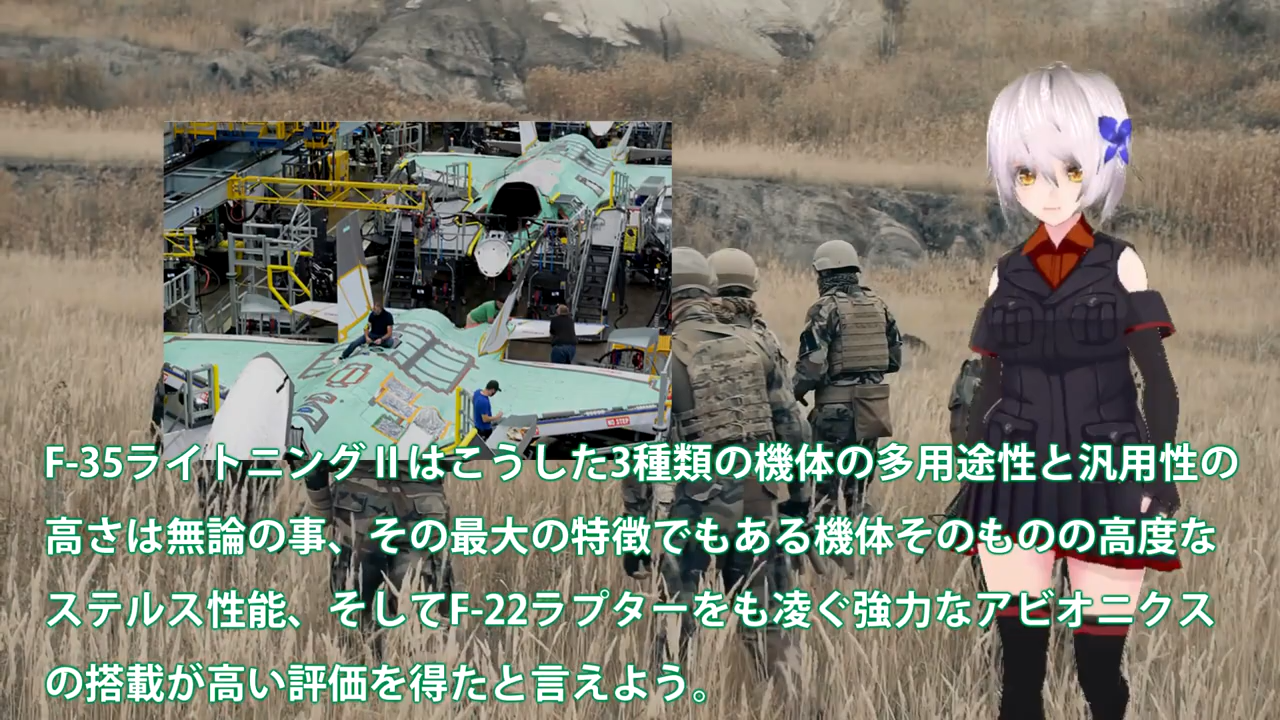 NO STEP
F-35ライトニングⅡはこうした3種類の機体の多用途性と汎用性の
高さは無論の事、その最大の特徴でもある機体そのものの高度な
ステルス性能、そしてF-22ラプターをも凌ぐ強力なアビオニクス
の搭載が高い評価を得たと言えよう。